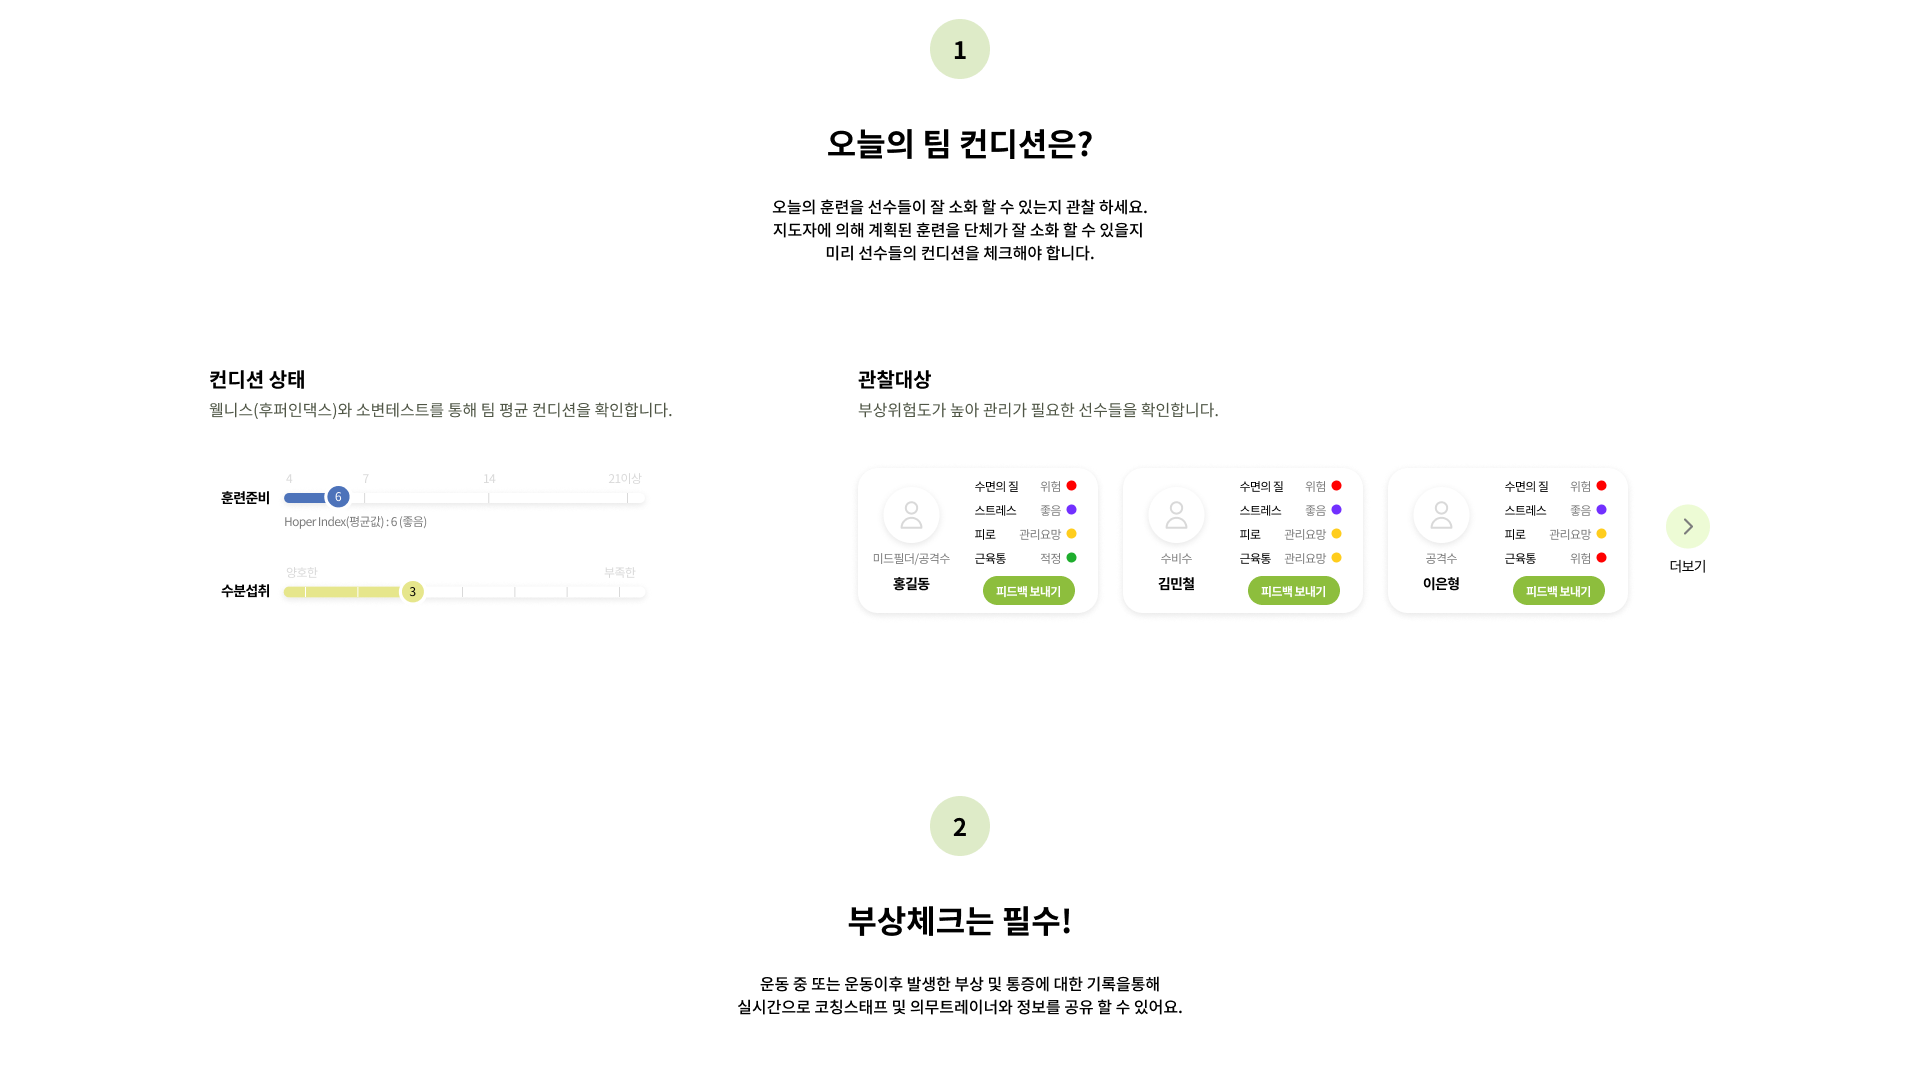 1
오늘의 팀 컨디션은?
오늘의 훈련을 선수들이 잘 소화 할 수 있는지 관찰 하세요.
지도자에 의해 계획된 훈련을 단체가 잘 소화 할 수 있을지
미리 선수들의 컨디션을 체크해야 합니다.
컨디션 상태
웰니스(후퍼인댁스)와 소변테스트를 통해 팀 평균 컨디션을 확인합니다.
4 7 14 21이상
훈련준비 6
Hoper Index(평균값) : 6 (좋음)
양호한 부족한
수분섭취 3
관찰대상
부상위험도가 높아 관리가 필요한 선수들을 확인합니다.
수면의 질 위험
스트레스 좋음
피로 관리요망
미드필더/공격수 근육통 적정
홍길동 피드백 보내기
수면의 질 위험
스트레스 좋음
피로 관리요망
수비수 근육통 관리요망
김민철 피드백 보내기
수면의 질 위험
스트레스 좋음
피로 관리요망
공격수 근육통 위험
이은형 피드백 보내기
더보기
2
부상체크는 필수!
운동 중 또는 운동이후 발생한 부상 및 통증에 대한 기록을통해
실시간으로 코칭스태프 및 의무트레이너와 정보를 공유 할 수 있어요.